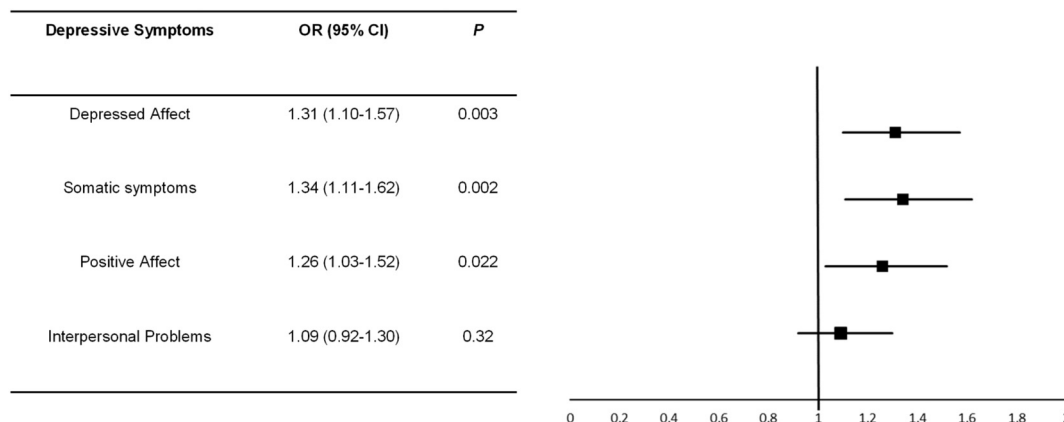 Depressive Symptoms OR (95% CI) P
Depressed Affect 1.31 (1.10-1.57) 0.003
Somatic symptoms 1.34 (1.11-1.62) 0.002
Positive Affect 1.26 (1.03-1.52) 0.022
Interpersonal Problems 1.09 (0.92-1.30) 0.32
0 0.2 0.4 0.6 0.8 1 1.2 1.4 1.6 1.8